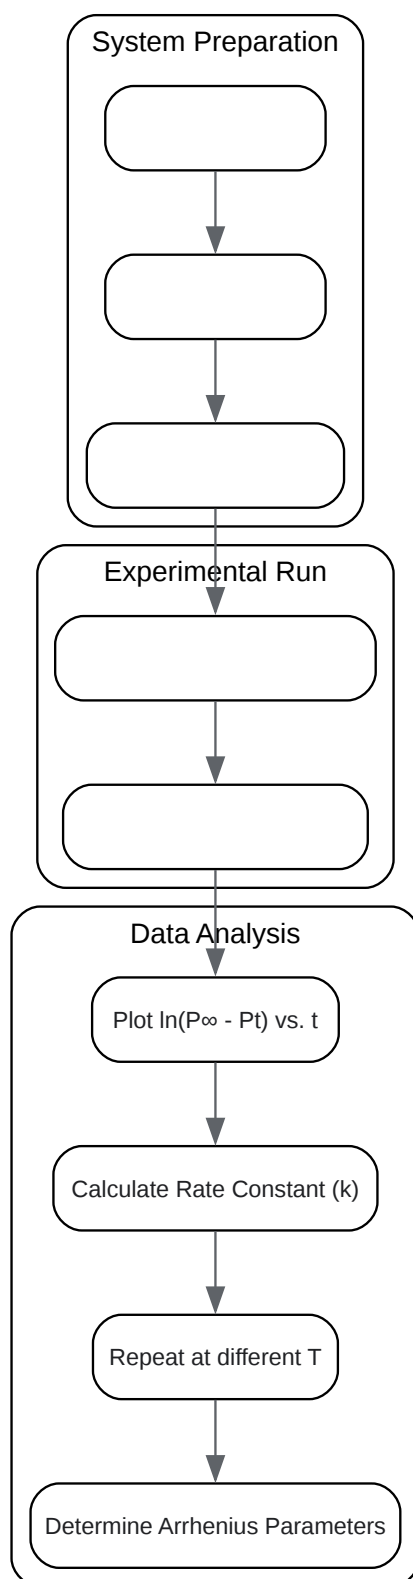 System Preparation
Experimental Run
Data Analysis
Plot ln(P∞ - Pt) vs. t
Calculate Rate Constant (k)
Repeat at different T
Determine Arrhenius Parameters